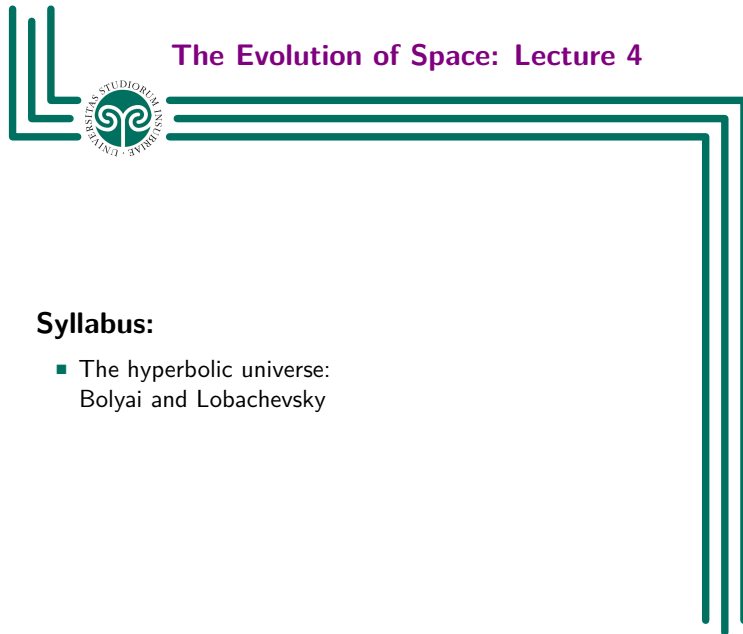 The Evolution of Space: Lecture 4
UNIVERSITAS STUDIORUM INSUBRIAE
Syllabus:
The hyperbolic universe:
Bolyai and Lobachevsky